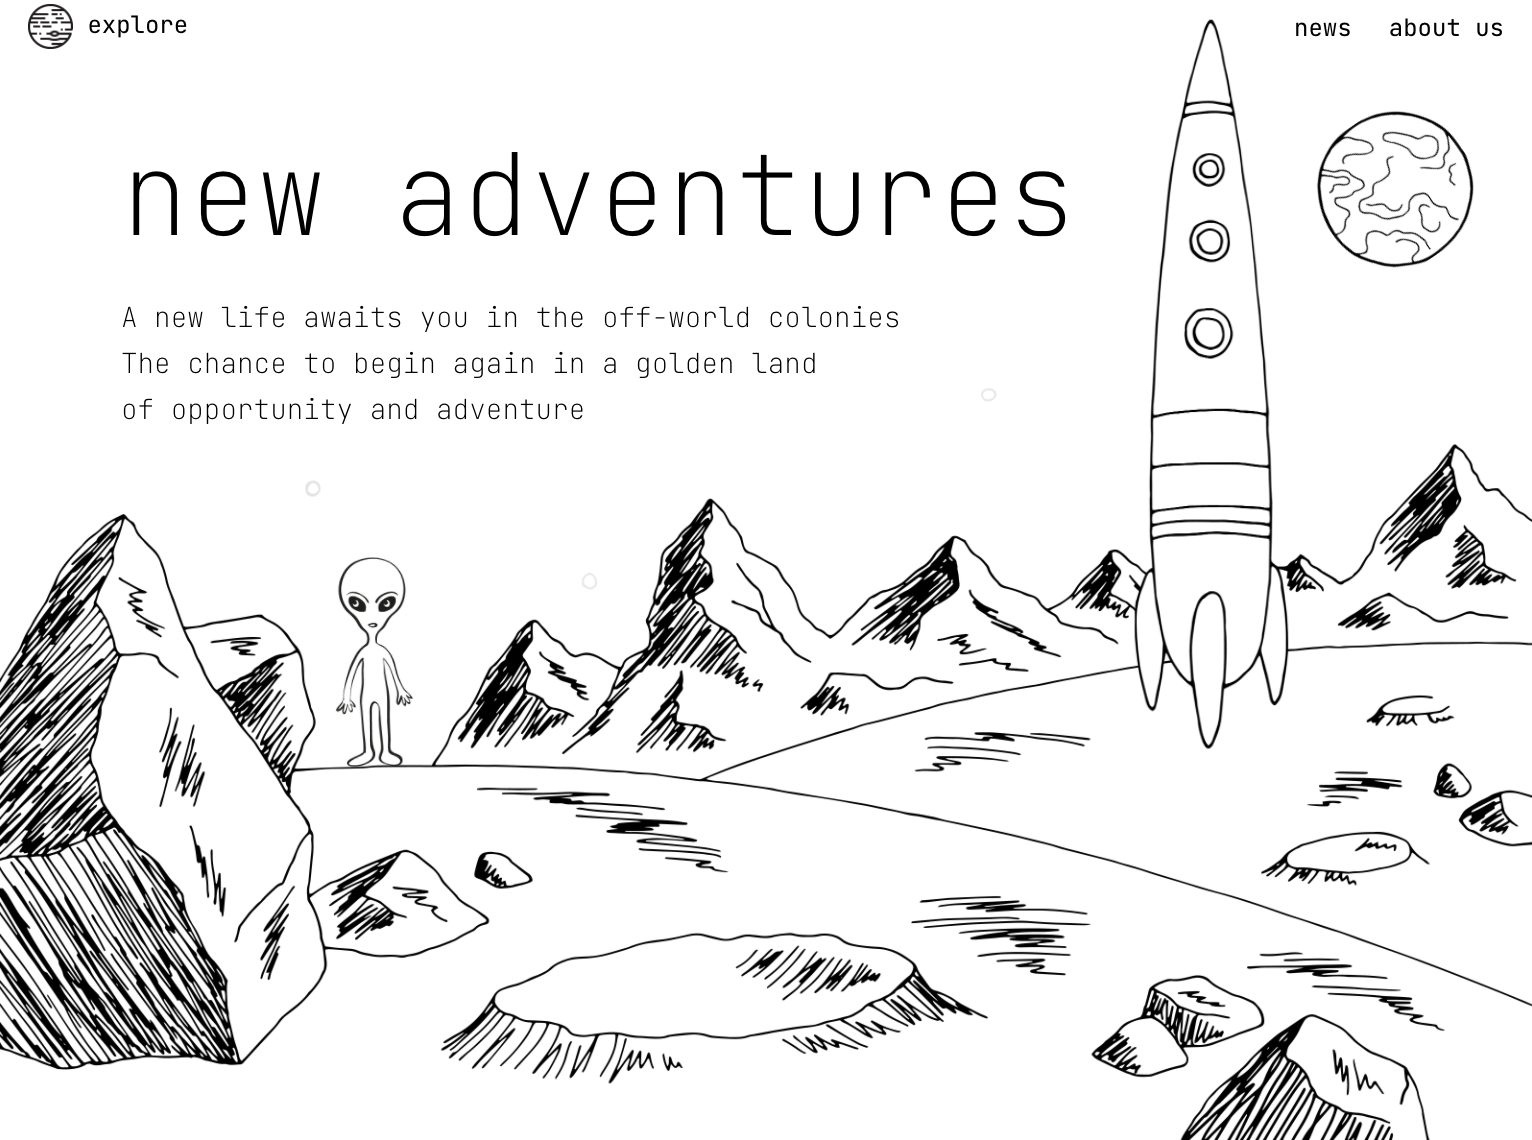 explore
news
about us
new adventures
A new life awaits you in the off-world colonies
The chance to begin again in a golden land
of opportunity and adventure